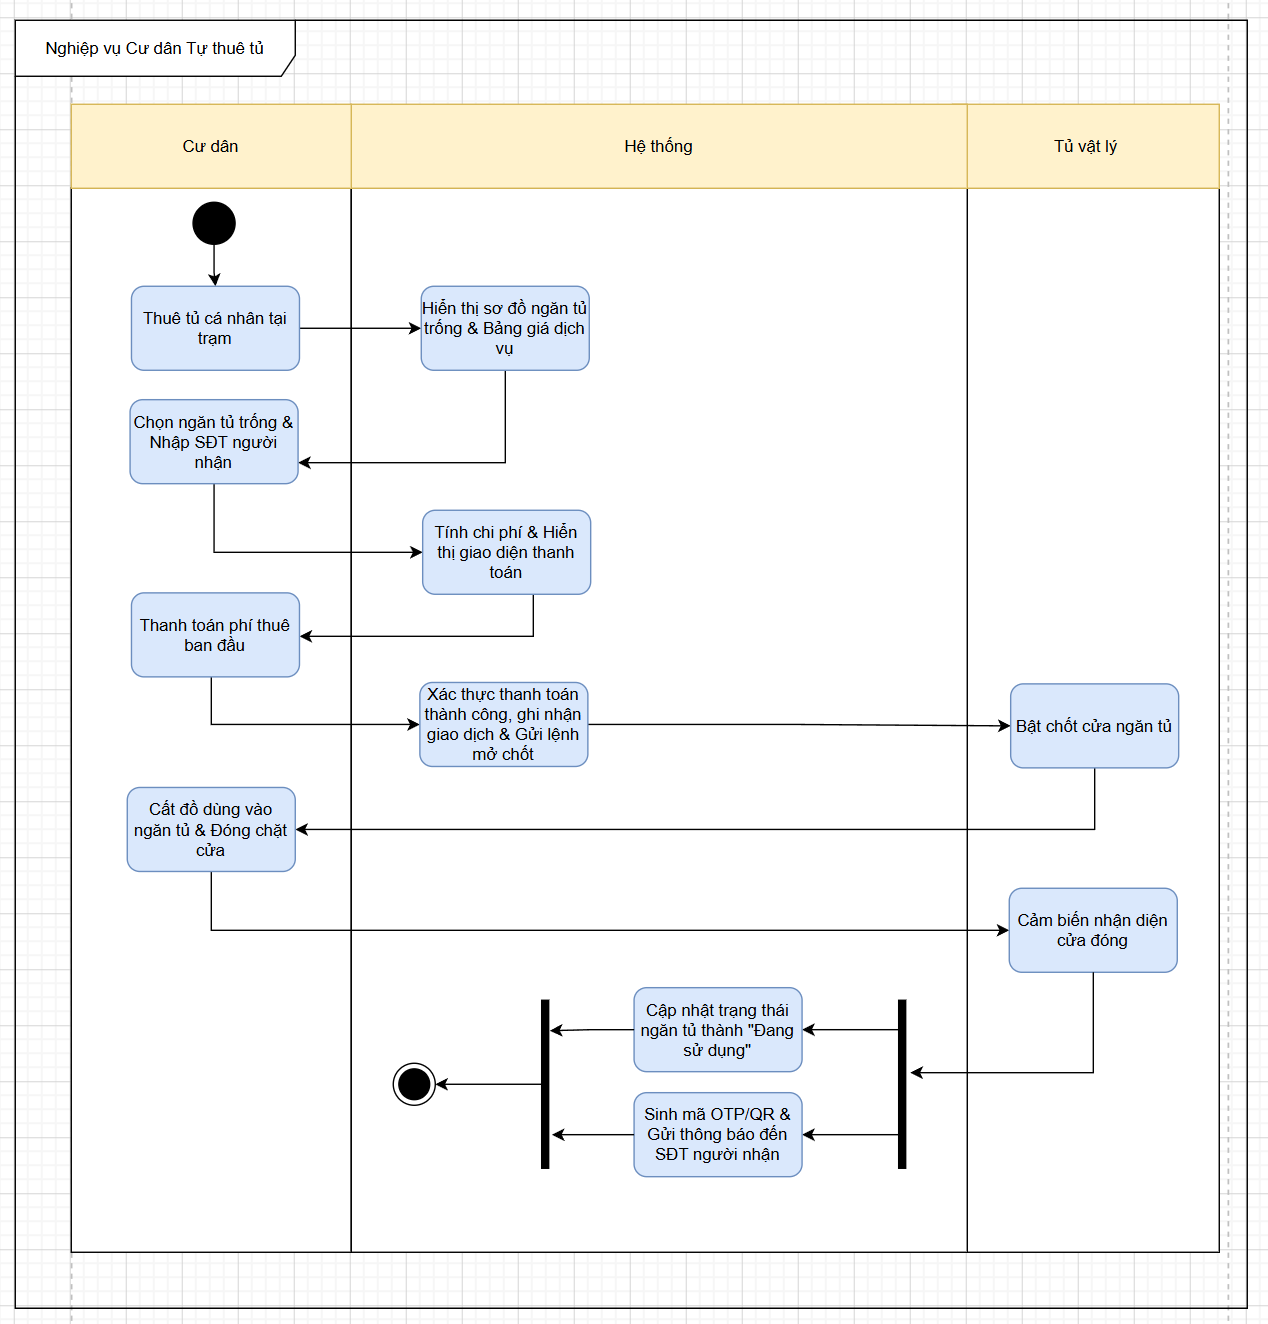 Nghiệp vụ Cư dân Tự thuê tủ
Cư dân
Hệ thống
Tủ vật lý
Thuê tủ cá nhân tại
trạm
Hiển thị sơ đồ ngăn tủ
trống & Bảng giá dịch
vụ
Chọn ngăn tủ trống &
Nhập SĐT người
nhận
Tính chi phí & Hiển
thị giao diện thanh
toán
Thanh toán phí thuê
ban đầu
Xác thực thanh toán
thành công, ghi nhận
giao dịch & Gửi lệnh
mở chốt
Bật chốt cửa ngăn tủ
Cất đồ dùng vào
ngăn tủ & Đóng chặt
cửa
Cảm biến nhận diện
cửa đóng
Cập nhật trạng thái
ngăn tủ thành "Đang
sử dụng"
Sinh mã OTP/QR &
Gửi thông báo đến
SĐT người nhận